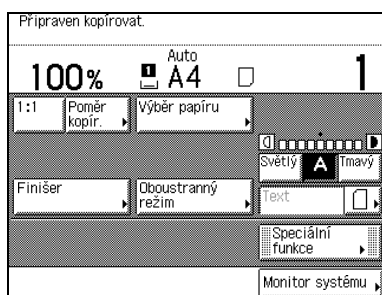 Připraven kopírovat.
100%
1
Auto
A4
1
1:1
Poměr
kopír.
Výběr papíru
Světlý
A
Tmavý
Finišer
Oboustranný
režim
Text
Speciální
funkce
Monitor systému